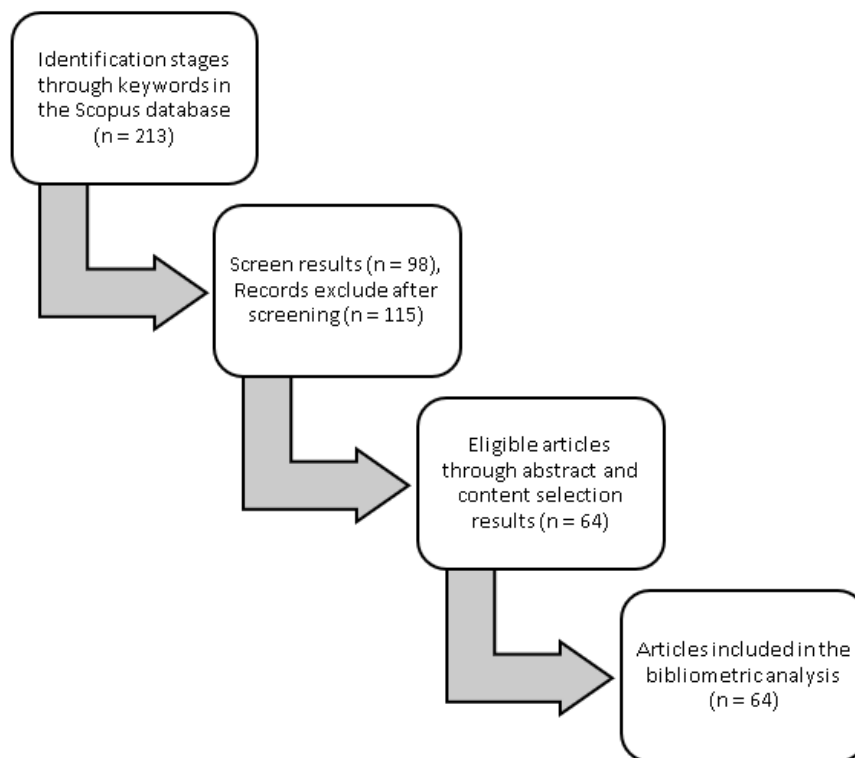 Identification stages
through keywords in
the Scopus database
(n = 213)
Screen results (n = 98),
Records exclude after
screening (n = 115)
Eligible articles
through abstract and
content selection
results (n = 64)
Articles included in the
bibliometric analysis
(n = 64)